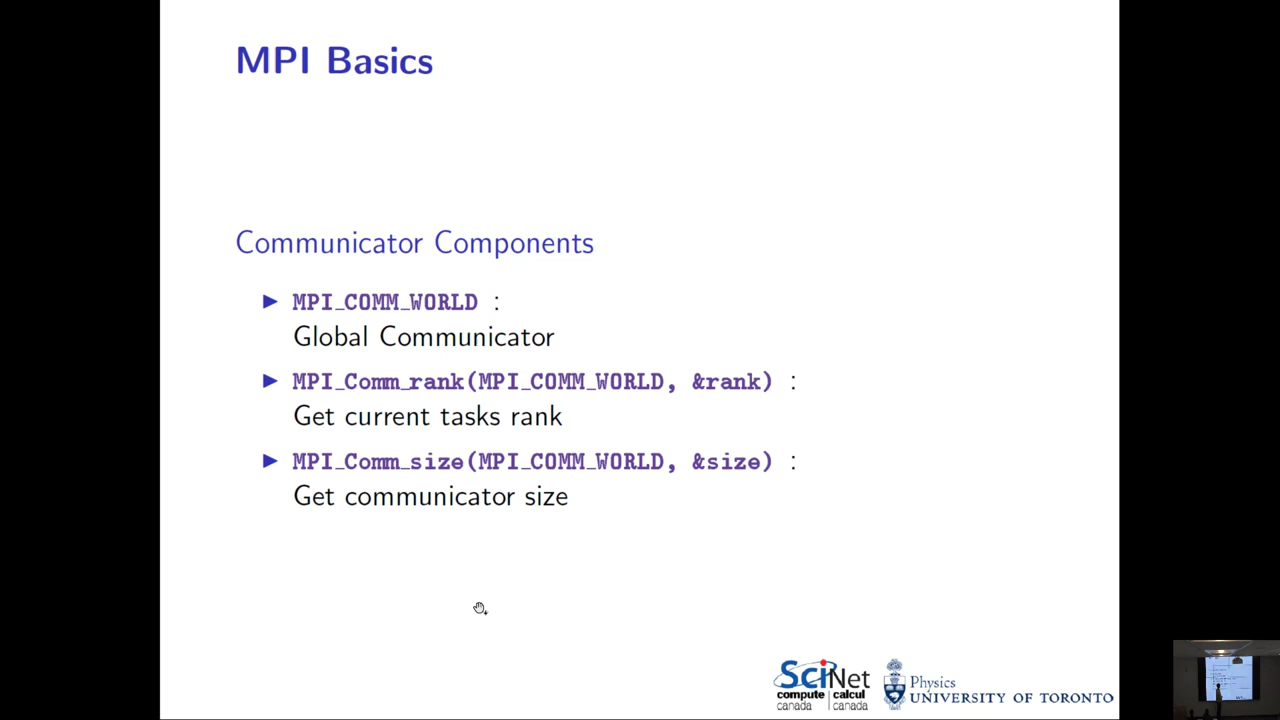 MPI Basics
Communicator Components
▶ MPI_COMM_WORLD :
Global Communicator
▶ MPI_Comm_rank(MPI_COMM_WORLD, &rank) :
Get current tasks rank
▶ MPI_Comm_size(MPI_COMM_WORLD, &size) :
Get communicator size
SciNet
compute | calcul
canada | canada
Physics
UNIVERSITY OF TORONTO